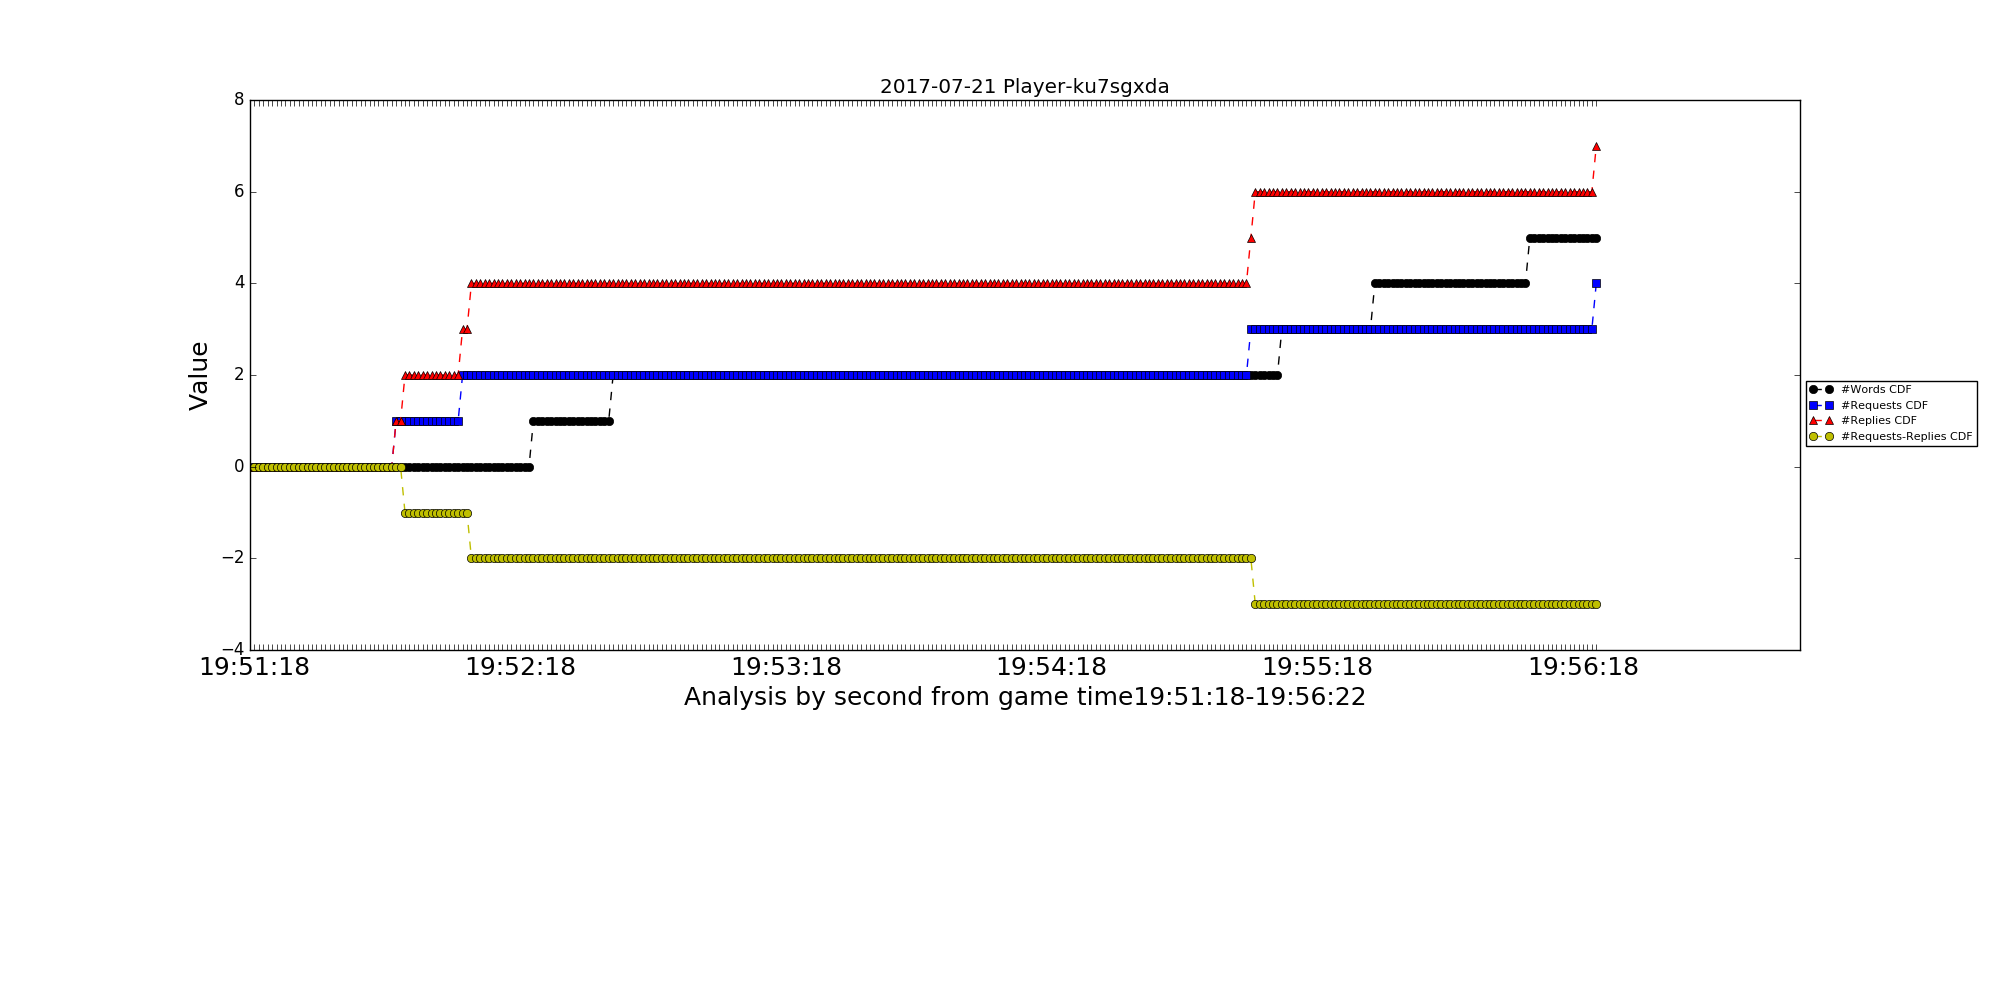 2017-07-21 Player-ku7sgxda
8
6
4
2
0
−2
−4
Value
19:51:18 19:52:18 19:53:18 19:54:18 19:55:18 19:56:18
Analysis by second from game time19:51:18-19:56:22
#Words CDF
#Requests CDF
#Replies CDF
#Requests-Replies CDF